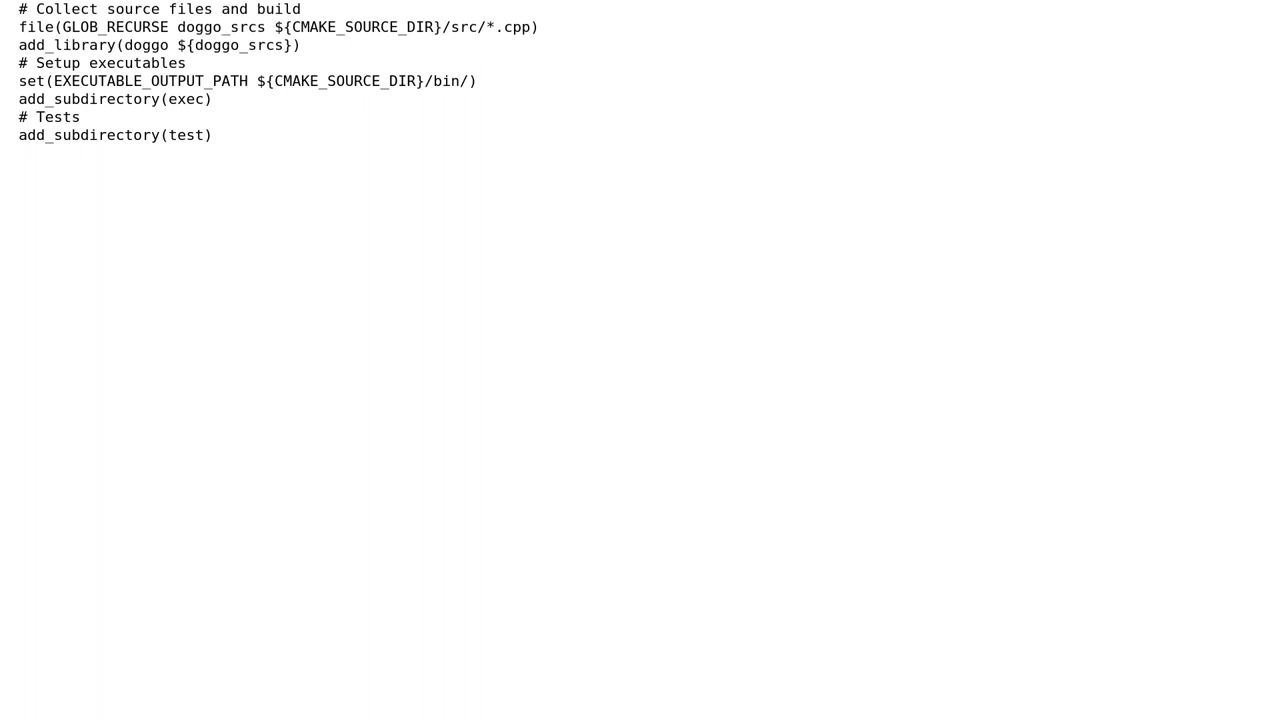 # Collect source files and build
file(GLOB_RECURSE doggo_srcs ${CMAKE_SOURCE_DIR}/src/*.cpp)
add_library(doggo ${doggo_srcs})
# Setup executables
set(EXECUTABLE_OUTPUT_PATH ${CMAKE_SOURCE_DIR}/bin/)
add_subdirectory(exec)
# Tests
add_subdirectory(test)